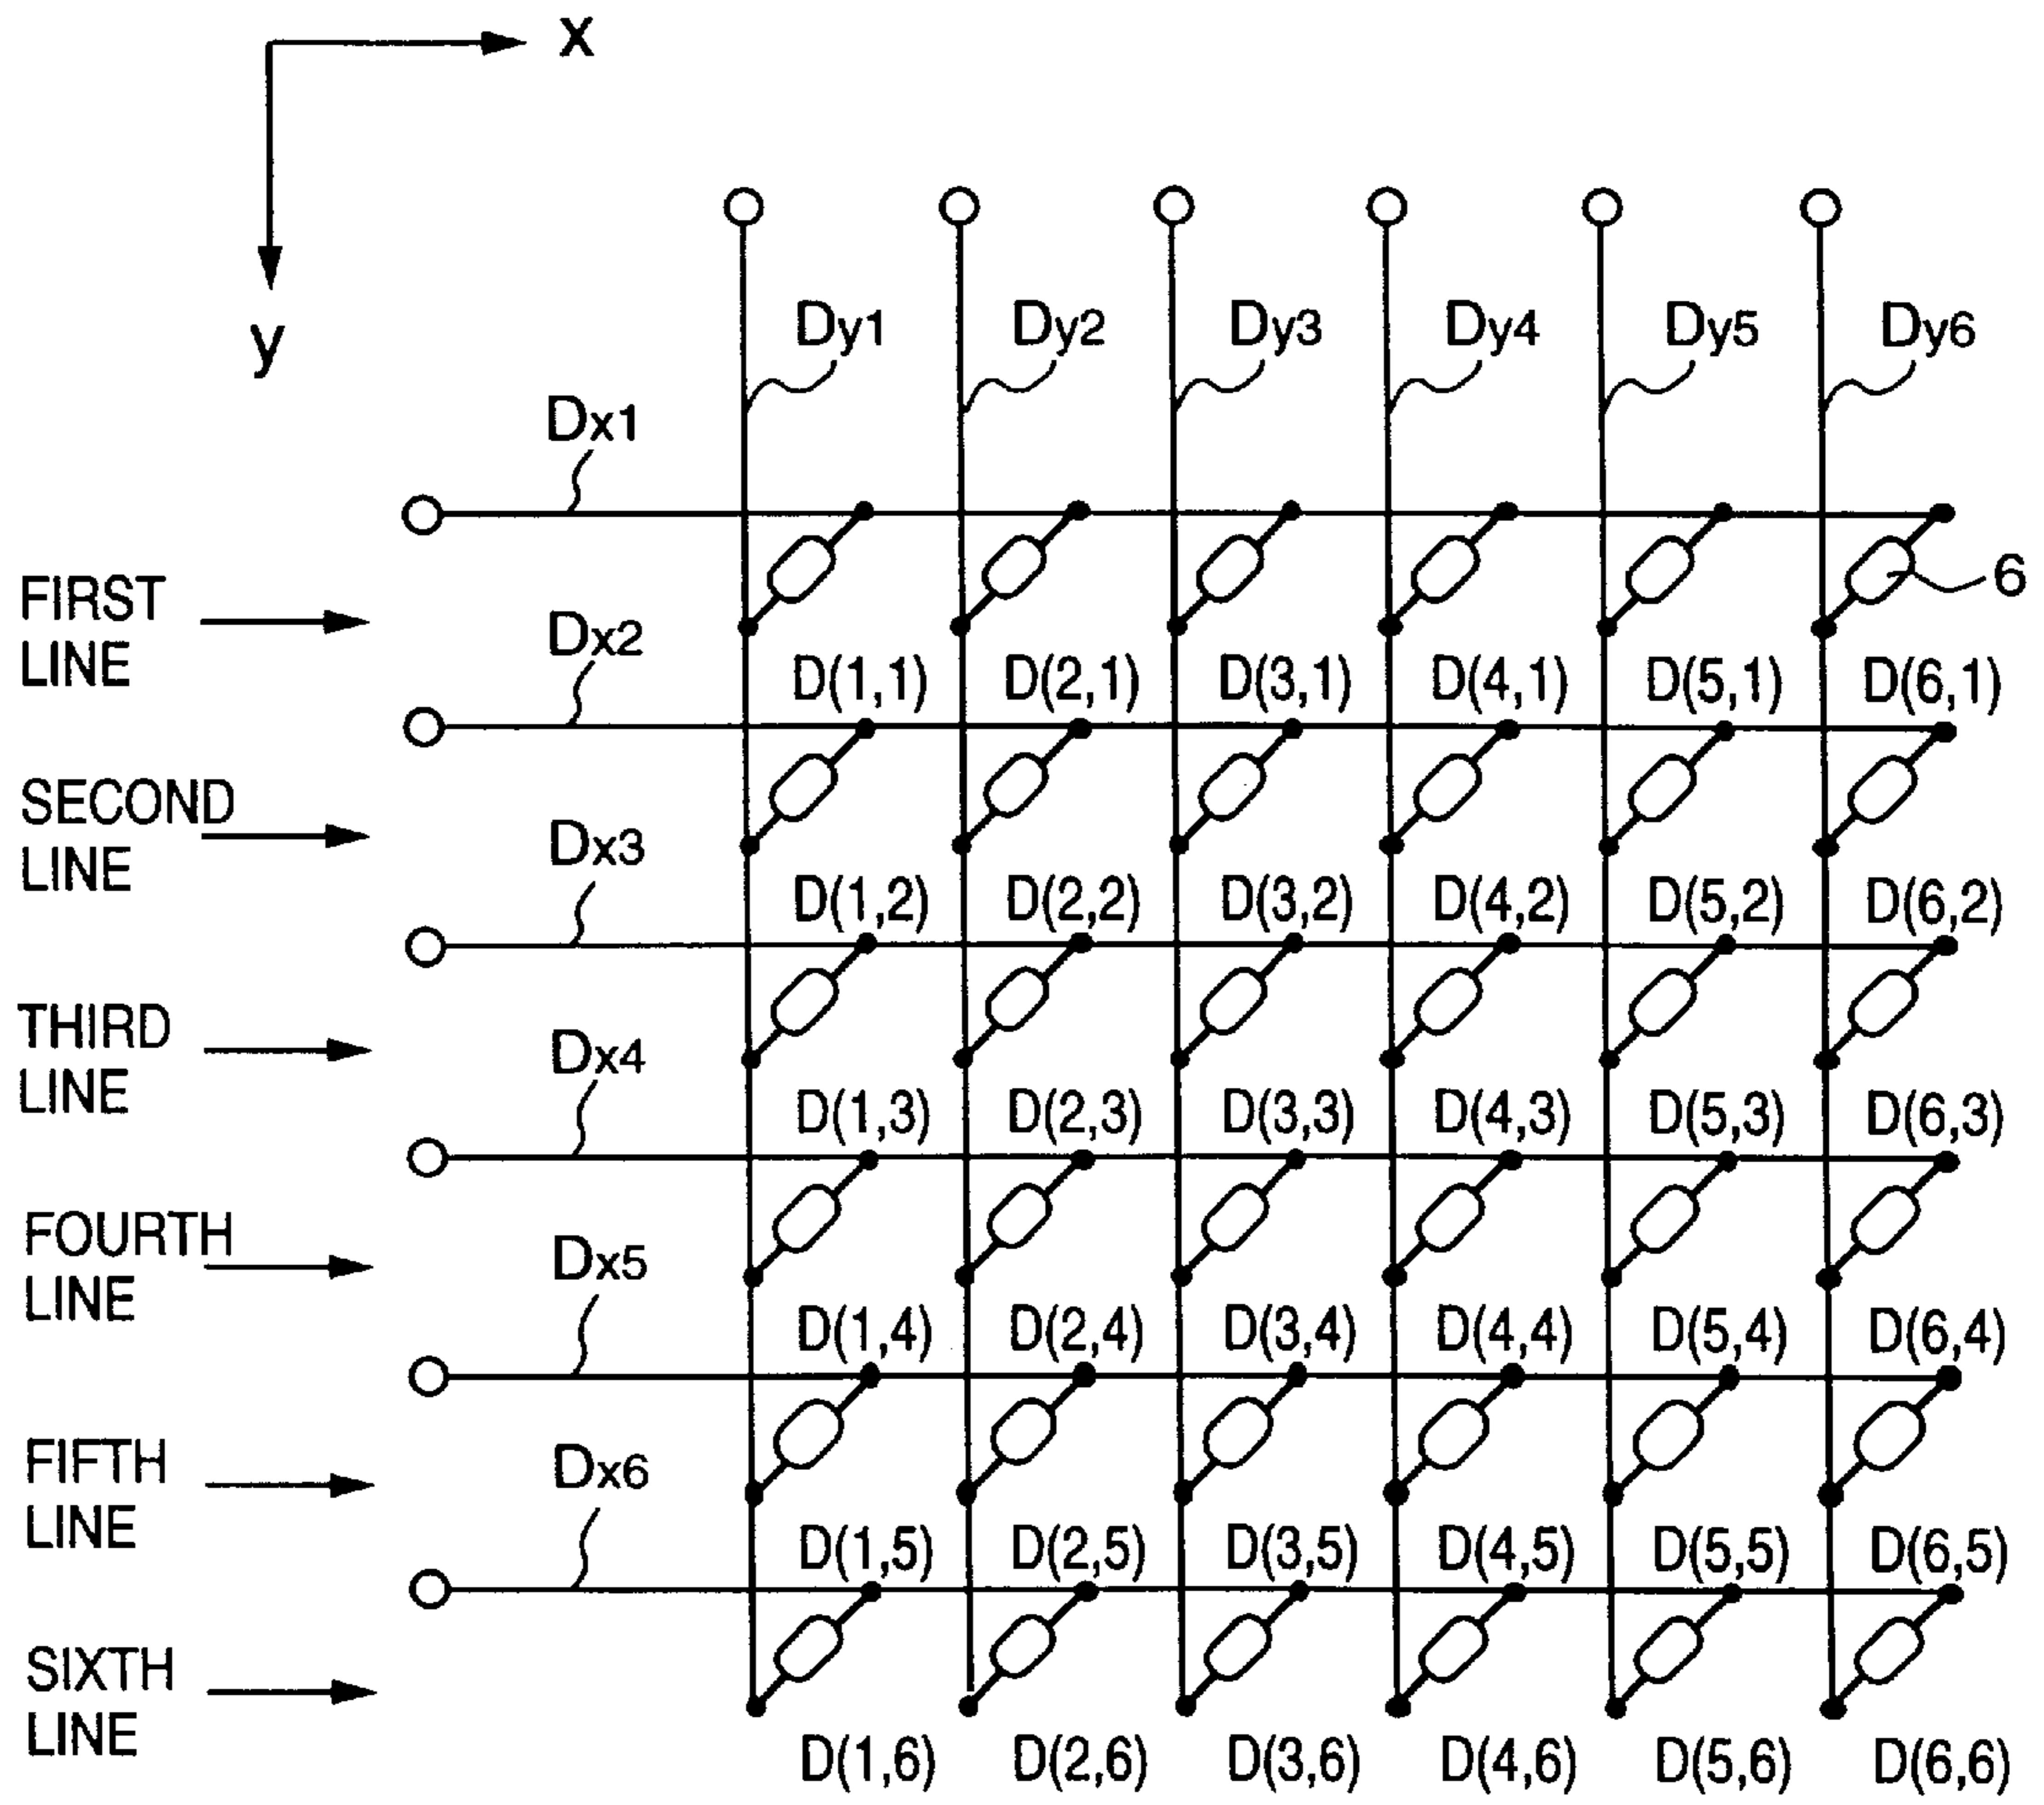 x
y
Dy1 Dy2 Dy3 Dy4 Dy5 Dy6
Dx1
FIRST
LINE
6
Dx2
D(1,1) D(2,1) D(3,1) D(4,1) D(5,1) D(6,1)
SECOND
LINE
Dx3
D(1,2) D(2,2) D(3,2) D(4,2) D(5,2) D(6,2)
THIRD
LINE
Dx4
D(1,3) D(2,3) D(3,3) D(4,3) D(5,3) D(6,3)
FOURTH
LINE
Dx5
D(1,4) D(2,4) D(3,4) D(4,4) D(5,4) D(6,4)
FIFTH
LINE
Dx6
D(1,5) D(2,5) D(3,5) D(4,5) D(5,5) D(6,5)
SIXTH
LINE
D(1,6) D(2,6) D(3,6) D(4,6) D(5,6) D(6,6)